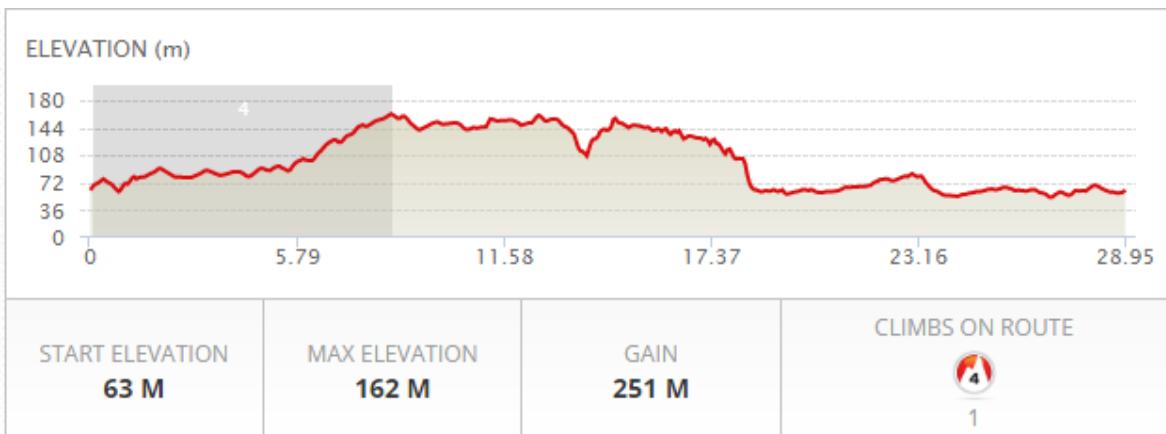 ELEVATION (m)
180
4
144
108
72
36
0
0 5.79 11.58 17.37 23.16 28.95
START ELEVATION
63 M
MAX ELEVATION
162 M
GAIN
251 M
CLIMBS ON ROUTE
4
1